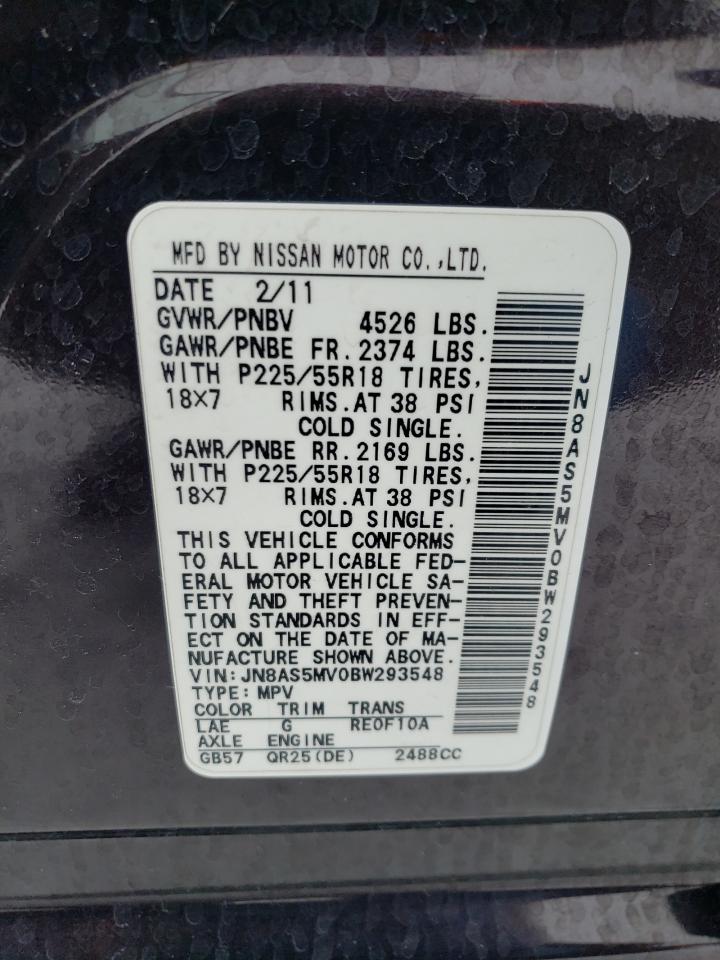 MFD BY NISSAN MOTOR CO.,LTD.
DATE 2/11
GVWR/PNBV 4526 LBS.
GAWR/PNBE FR. 2374 LBS.
WITH P225/55R18 TIRES,
18X7 RIMS.AT 38 PSI
COLD SINGLE.
GAWR/PNBE RR. 2169 LBS.
WITH P225/55R18 TIRES,
18X7 RIMS.AT 38 PSI
COLD SINGLE.
THIS VEHICLE CONFORMS
TO ALL APPLICABLE FED-
ERAL MOTOR VEHICLE SA-
FETY AND THEFT PREVEN-
TION STANDARDS IN EFF-
ECT ON THE DATE OF MA-
NUFACTURE SHOWN ABOVE.
VIN:JN8AS5MV0BW293548
TYPE:MPV
COLOR TRIM TRANS
LAE G RE0F10A
AXLE ENGINE
GB57 QR25(DE) 2488CC
JN8AS5MV0BW293548